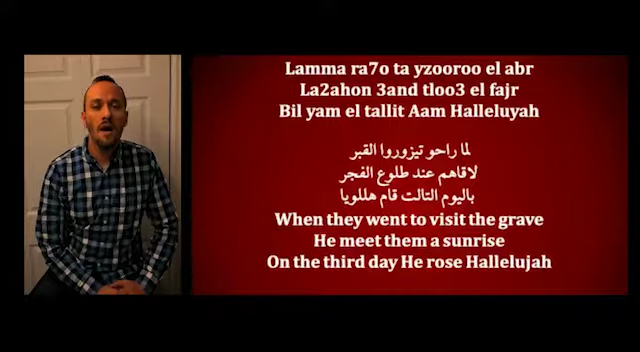 Lamma ra7o ta yzooroo el abr
La2ahon 3and tloo3 el fajr
Bil yam el tallit Aam Halleluyah
لما راحو تيزوروا القبر
لاقاهم عند طلوع الفجر
باليوم التالت قام هللويا
When they went to visit the grave
He meet them a sunrise
On the third day He rose Hallelujah